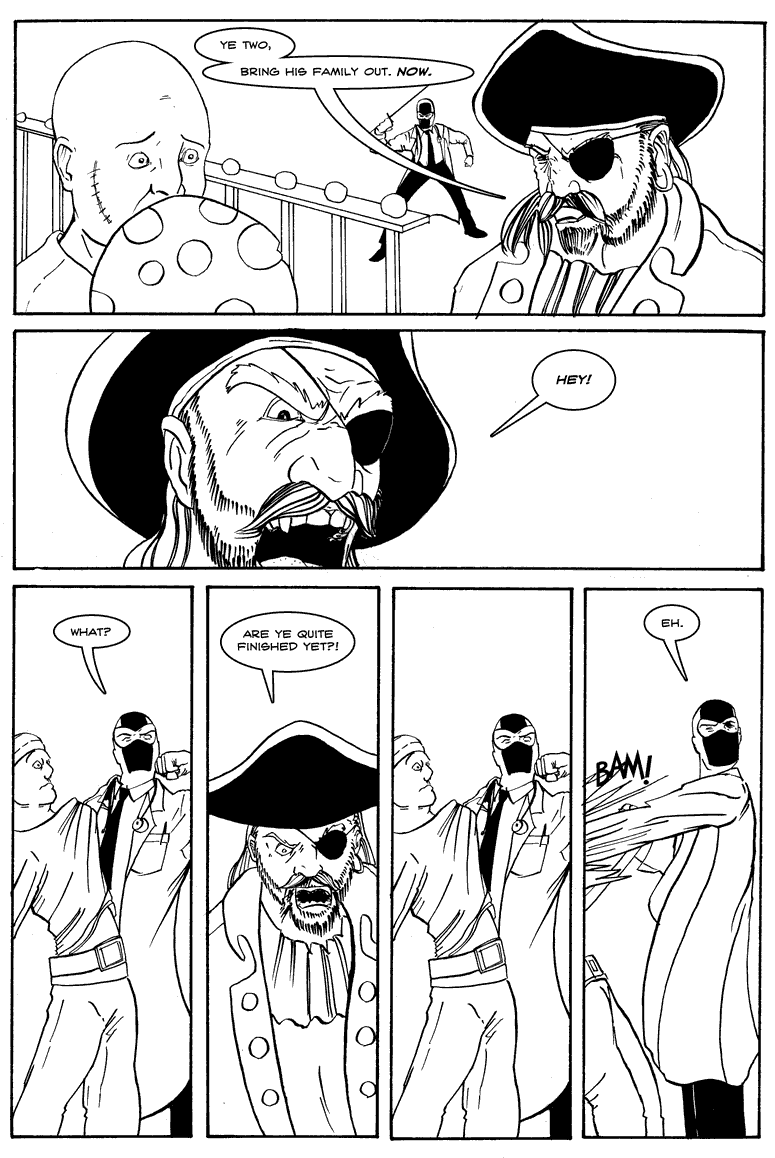 YE TWO,
BRING HIS FAMILY OUT. NOW.
HEY!
WHAT?
ARE YE QUITE
FINISHED YET?!
EH.
BAM!